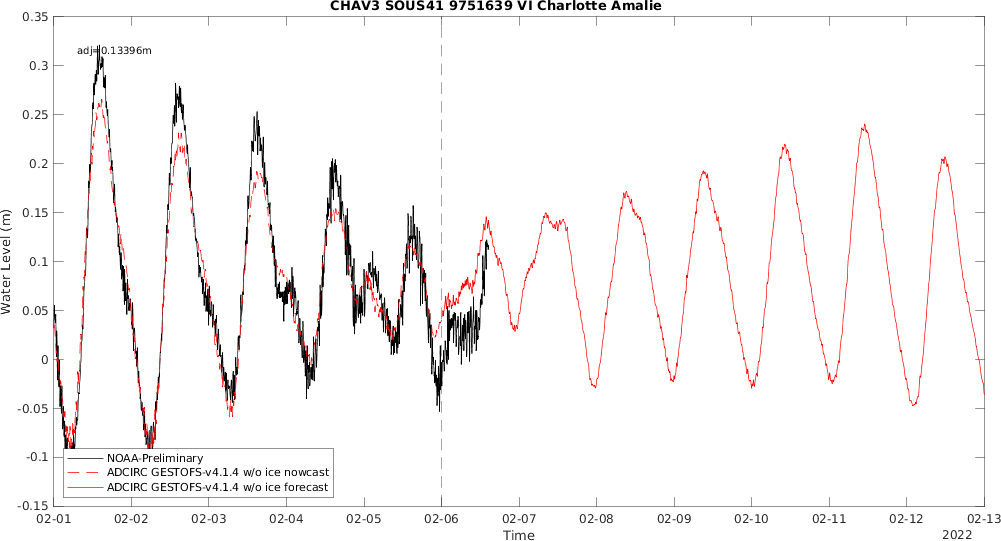 CHAV3 SOUS41 9751639 VI Charlotte Amalie
adj=0.13396m
0.35
0.3
0.25
0.2
0.15
0.1
0.05
0
-0.05
-0.1
-0.15
Water Level (m)
NOAA-Preliminary
ADCIRC GESTOFS-v4.1.4 w/o ice nowcast
ADCIRC GESTOFS-v4.1.4 w/o ice forecast
02-01 02-02 02-03 02-04 02-05 02-06 02-07 02-08 02-09 02-10 02-11 02-12 02-13
Time
2022